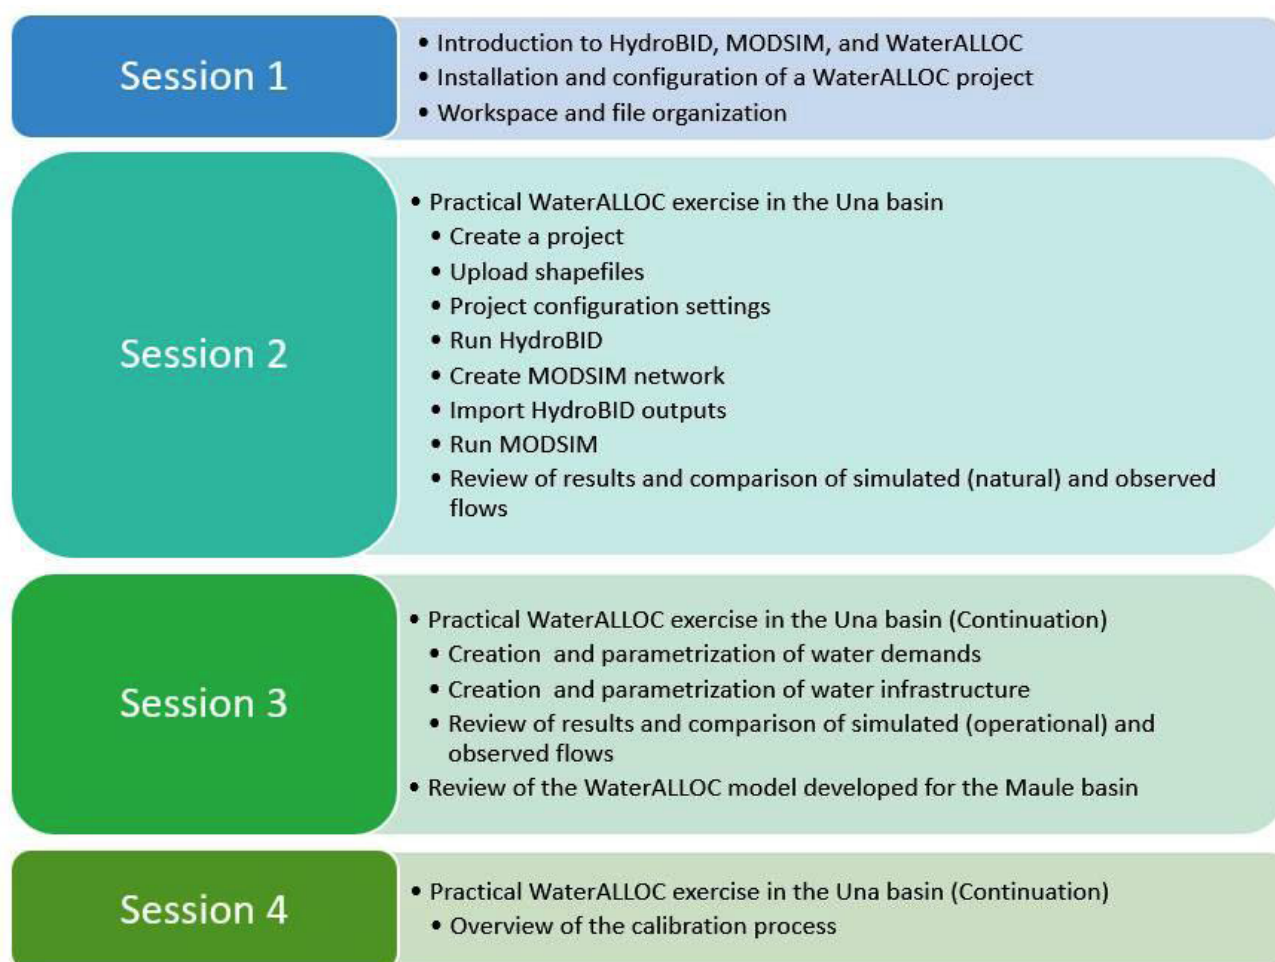 Session 1
• Introduction to HydroBID, MODSIM, and WaterALLOC
• Installation and configuration of a WaterALLOC project
• Workspace and file organization
Session 2
• Practical WaterALLOC exercise in the Una basin
• Create a project
• Upload shapefiles
• Project configuration settings
• Run HydroBID
• Create MODSIM network
• Import HydroBID outputs
• Run MODSIM
• Review of results and comparison of simulated (natural) and observed
flows
Session 3
• Practical WaterALLOC exercise in the Una basin (Continuation)
• Creation and parametrization of water demands
• Creation and parametrization of water infrastructure
• Review of results and comparison of simulated (operational) and
observed flows
• Review of the WaterALLOC model developed for the Maule basin
Session 4
• Practical WaterALLOC exercise in the Una basin (Continuation)
• Overview of the calibration process